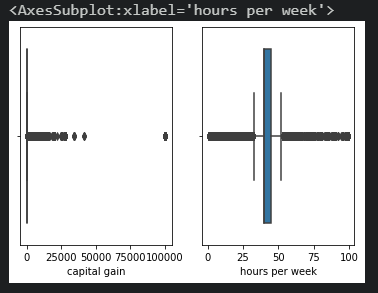 <AxesSubplot:xlabel='hours per week'>
0 25000 50000 75000 100000 0 25 50 75 100
capital gain hours per week